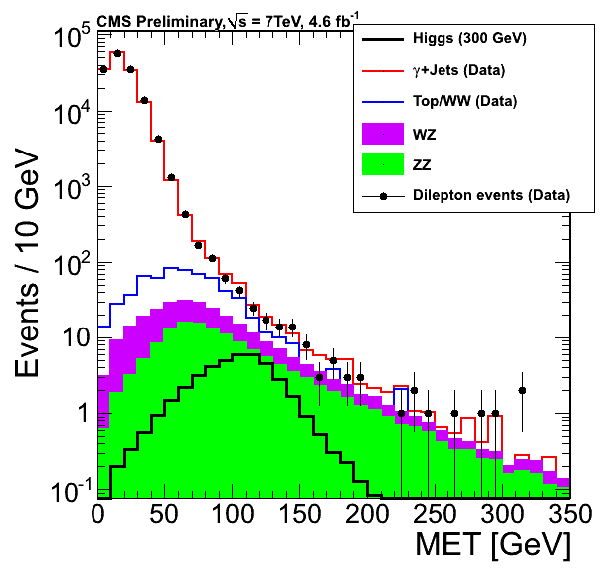 CMS Preliminary, √s = 7TeV, 4.6 fb⁻¹
Higgs (300 GeV)
γ+Jets (Data)
Top/WW (Data)
WZ
ZZ
Dilepton events (Data)
Events / 10 GeV
10⁵
10⁴
10³
10²
10
1
10⁻¹
0 50 100 150 200 250 300 350
MET [GeV]